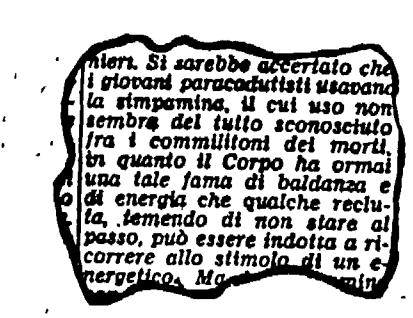 nieri. Si sarebbe accertato che
i giovani paracadutisti usavano
la simpamina, il cui uso non
sembra del tutto sconosciuto
fra i commilitoni dei morti,
in quanto il Corpo ha ormai
una tale fama di baldanza e
di energia che qualche reclu-
ta, temendo di non stare al
passo, può essere indotta a ri-
correre allo stimolo di un e-
nergetico. Ma